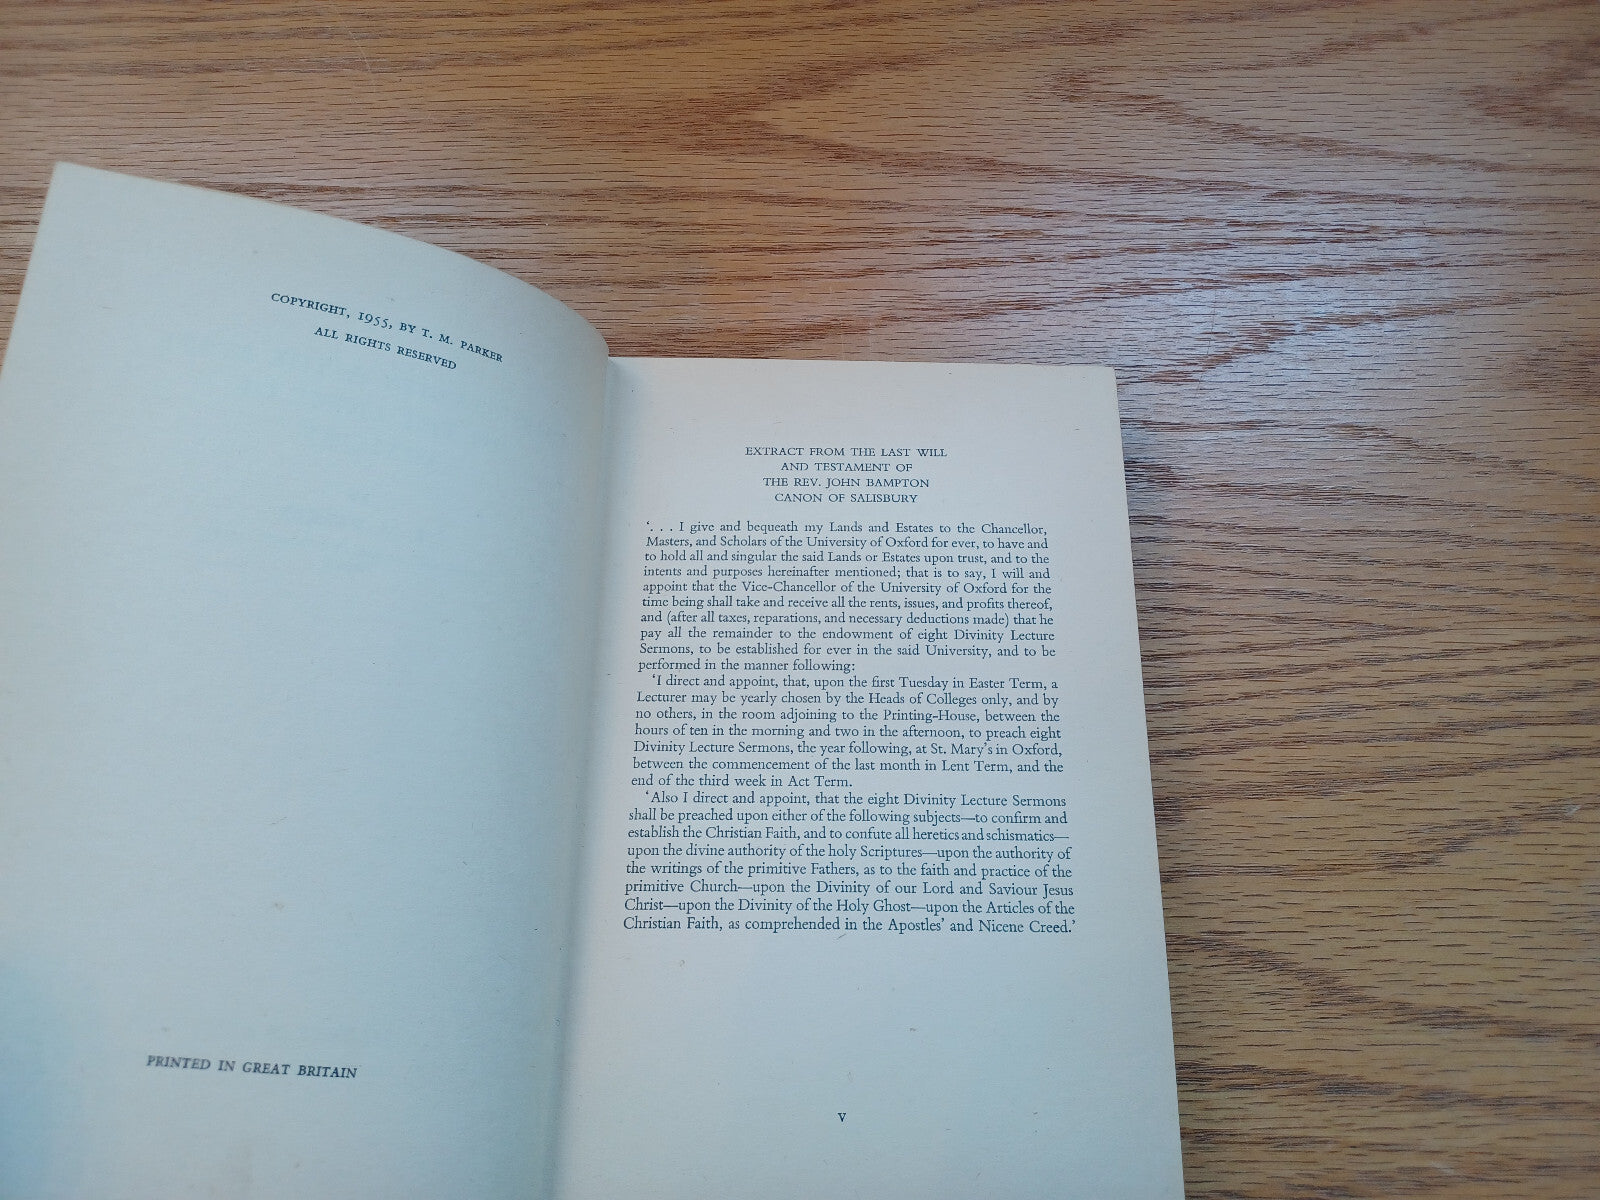 COPYRIGHT, 1955, BY T. M. PARKER
ALL RIGHTS RESERVED
PRINTED IN GREAT BRITAIN
EXTRACT FROM THE LAST WILL
AND TESTAMENT OF
THE REV. JOHN BAMPTON
CANON OF SALISBURY
‘. . . I give and bequeath my Lands and Estates to the Chancellor,
Masters, and Scholars of the University of Oxford for ever, to have and
to hold all and singular the said Lands or Estates upon trust, and to the
intents and purposes hereinafter mentioned; that is to say, I will and
appoint that the Vice-Chancellor of the University of Oxford for the
time being shall take and receive all the rents, issues, and profits thereof,
and (after all taxes, reparations, and necessary deductions made) that he
pay all the remainder to the endowment of eight Divinity Lecture
Sermons, to be established for ever in the said University, and to be
performed in the manner following:
‘I direct and appoint, that, upon the first Tuesday in Easter Term, a
Lecturer may be yearly chosen by the Heads of Colleges only, and by
no others, in the room adjoining to the Printing-House, between the
hours of ten in the morning and two in the afternoon, to preach eight
Divinity Lecture Sermons, the year following, at St. Mary’s in Oxford,
between the commencement of the last month in Lent Term, and the
end of the third week in Act Term.
‘Also I direct and appoint, that the eight Divinity Lecture Sermons
shall be preached upon either of the following subjects—to confirm and
establish the Christian Faith, and to confute all heretics and schismatics—
upon the divine authority of the holy Scriptures—upon the authority of
the writings of the primitive Fathers, as to the faith and practice of the
primitive Church—upon the Divinity of our Lord and Saviour Jesus
Christ—upon the Divinity of the Holy Ghost—upon the Articles of the
Christian Faith, as comprehended in the Apostles’ and Nicene Creed.’
v